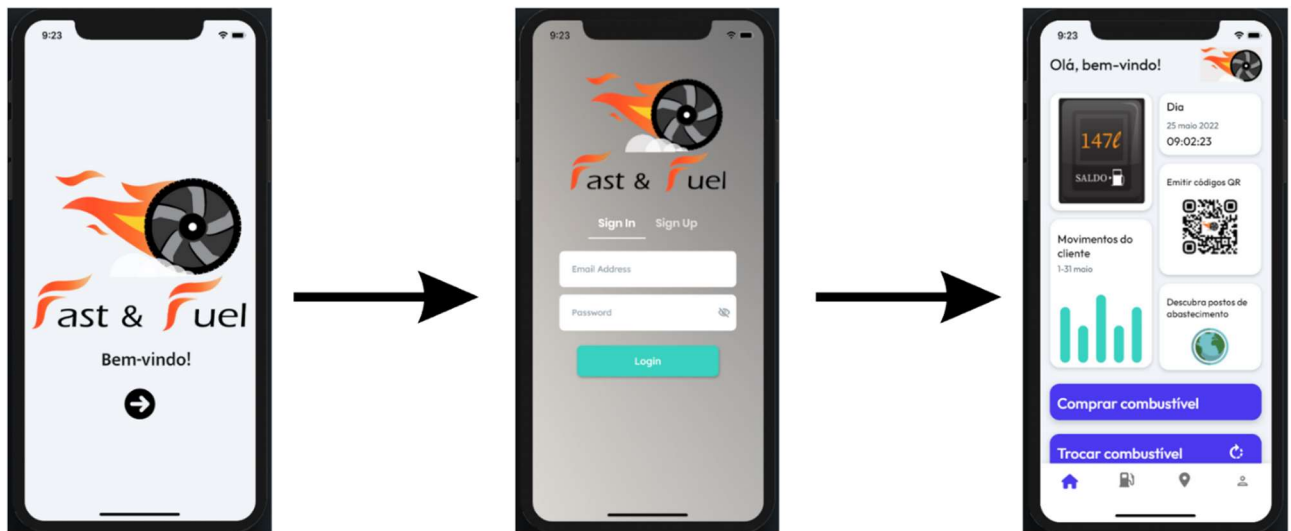 9:23
Fast & Fuel
Bem-vindo!
9:23
Fast & Fuel
Sign In Sign Up
Email Address
Password
Login
9:23
Olá, bem-vindo!
147ℓ
SALDO
Dia
25 maio 2022
09:02:23
Emitir códigos QR
Movimentos do
cliente
1-31 maio
Descubra postos de
abastecimento
Comprar combustível
Trocar combustível